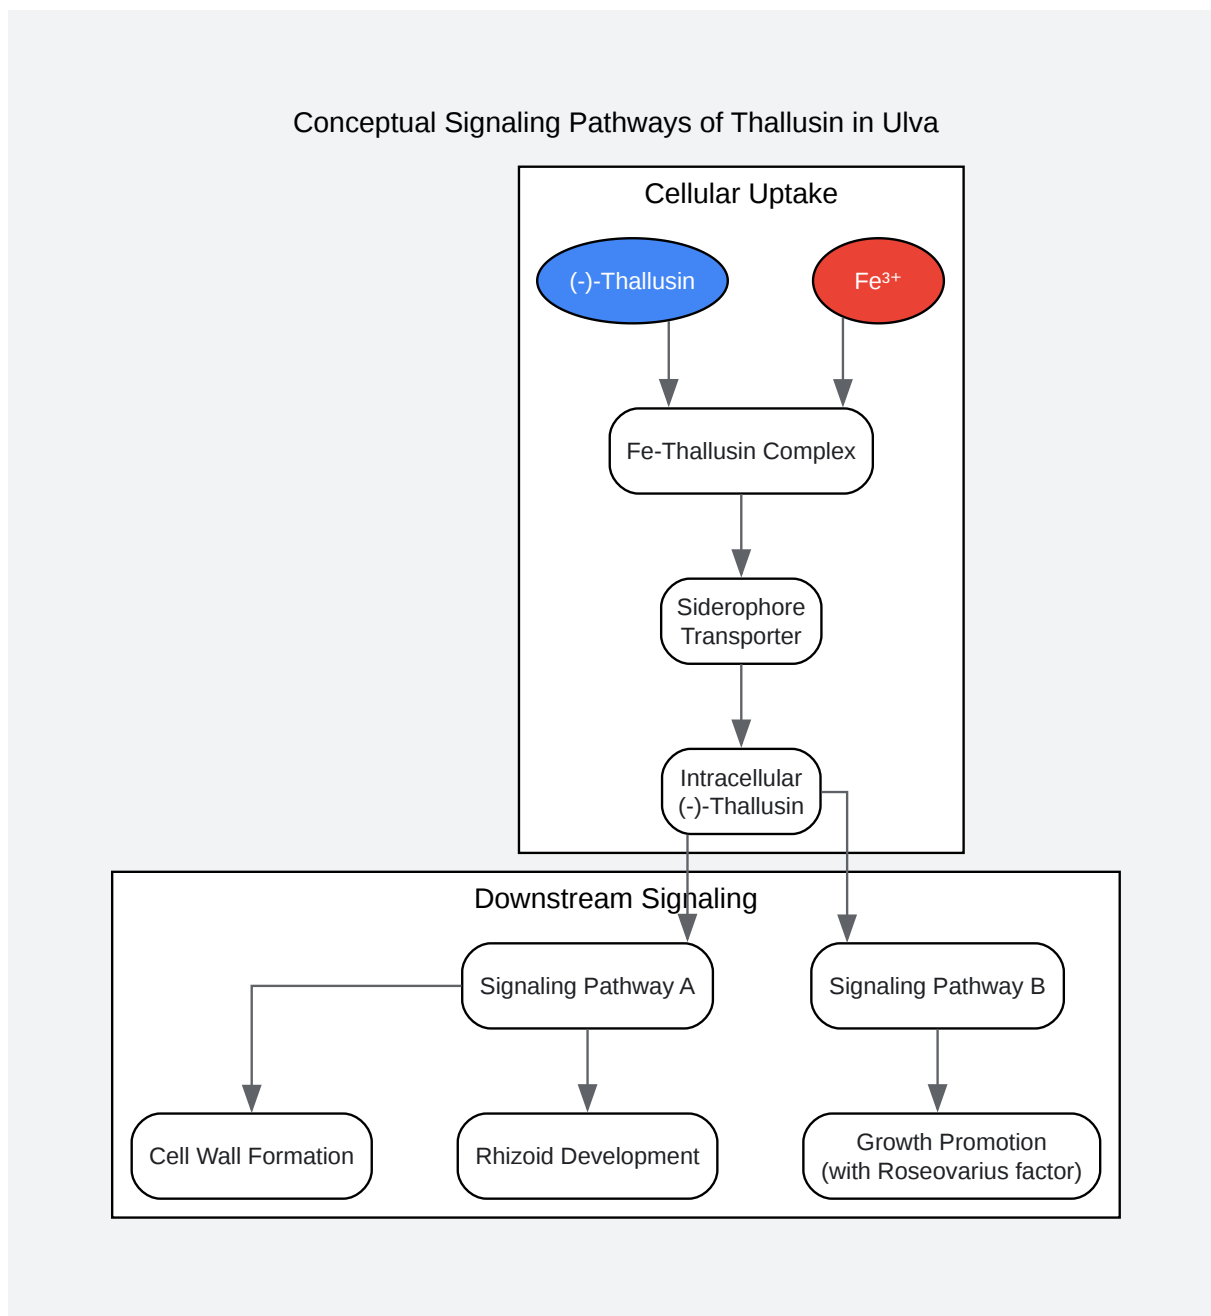 Conceptual Signaling Pathways of Thallusin in Ulva
Cellular Uptake
(-)-Thallusin
Fe³⁺
Fe-Thallusin Complex
Siderophore
Transporter
Intracellular
(-)-Thallusin
Downstream Signaling
Signaling Pathway A
Signaling Pathway B
Cell Wall Formation
Rhizoid Development
Growth Promotion
(with Roseovarius factor)